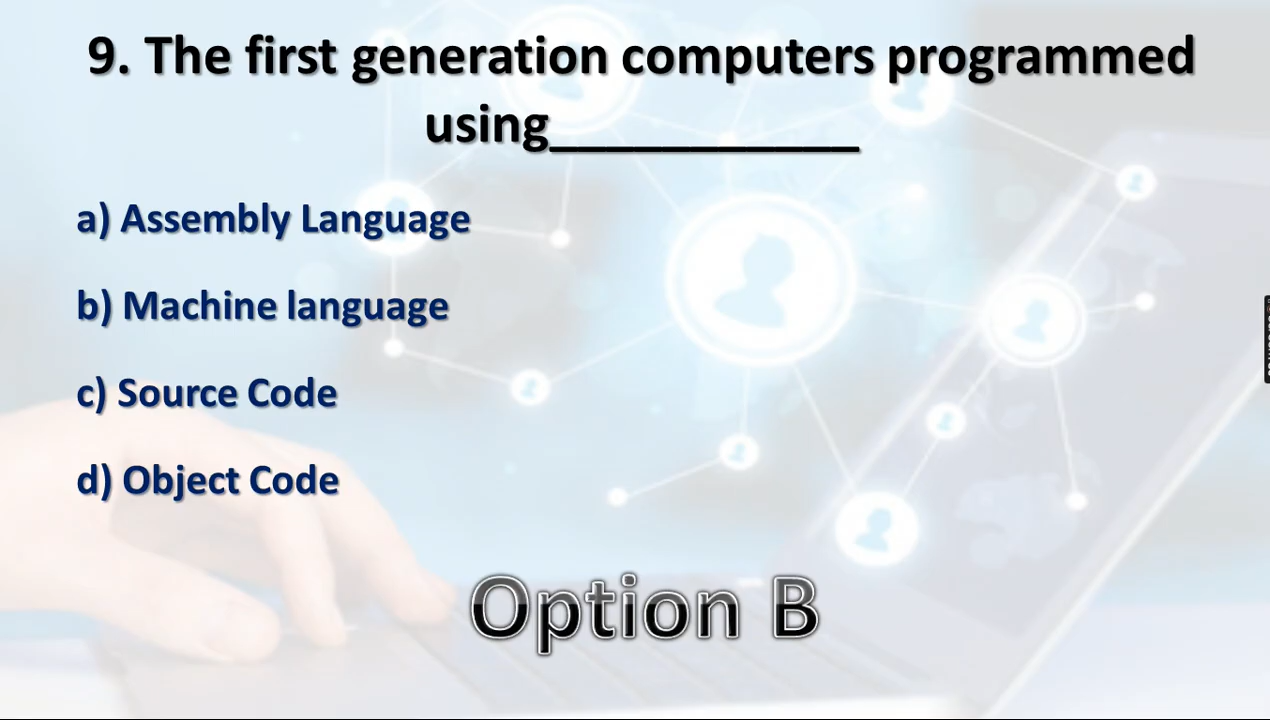 9. The first generation computers programmed
using___________
a) Assembly Language
b) Machine language
c) Source Code
d) Object Code
Option B